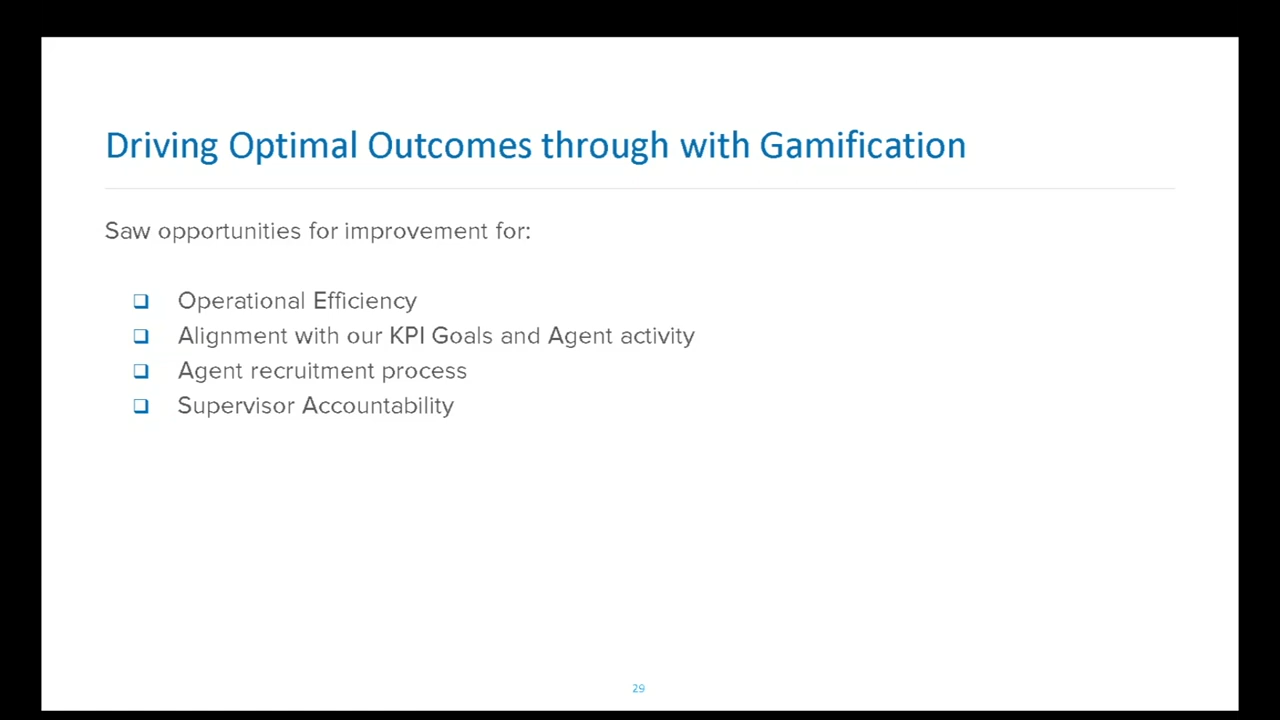 Driving Optimal Outcomes through with Gamification
Saw opportunities for improvement for:
❑ Operational Efficiency
❑ Alignment with our KPI Goals and Agent activity
❑ Agent recruitment process
❑ Supervisor Accountability
29